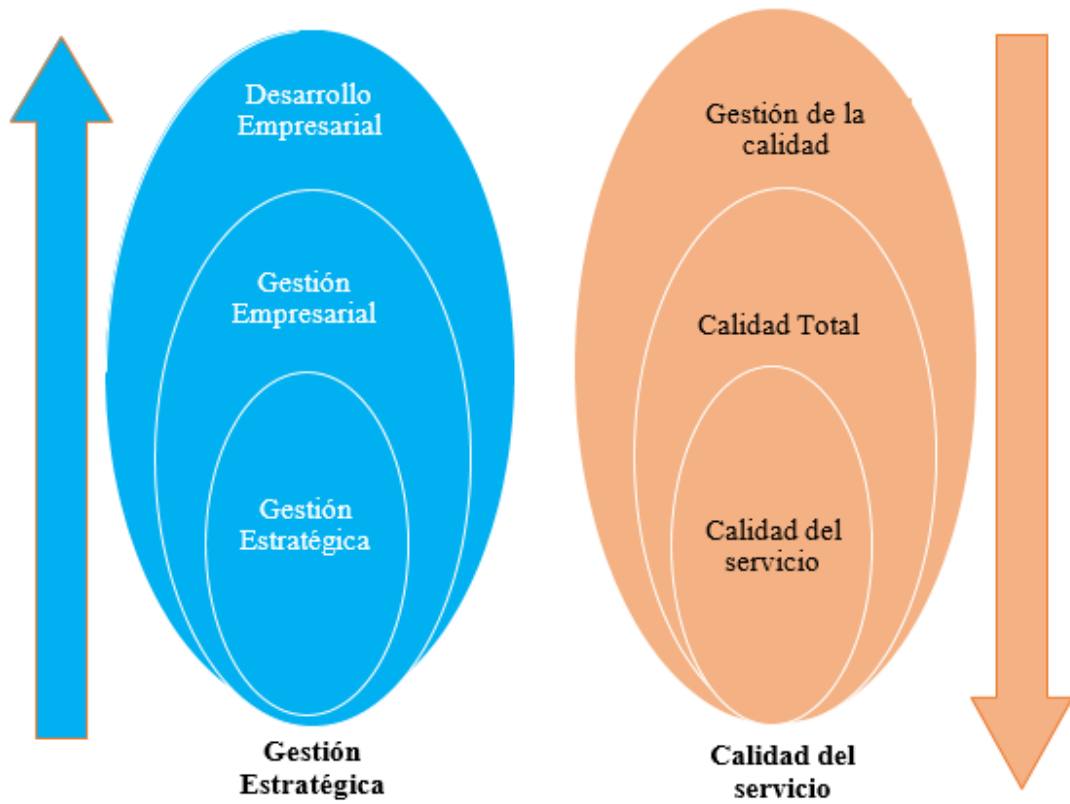 Desarrollo
Empresarial
Gestión
Empresarial
Gestión
Estratégica
Gestión
Estratégica
Gestión de la
calidad
Calidad Total
Calidad del
servicio
Calidad del
servicio